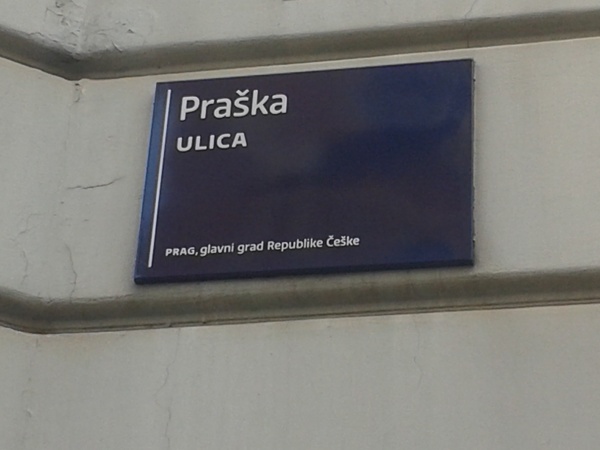 Praška
ULICA
PRAG, glavni grad Republike Češke